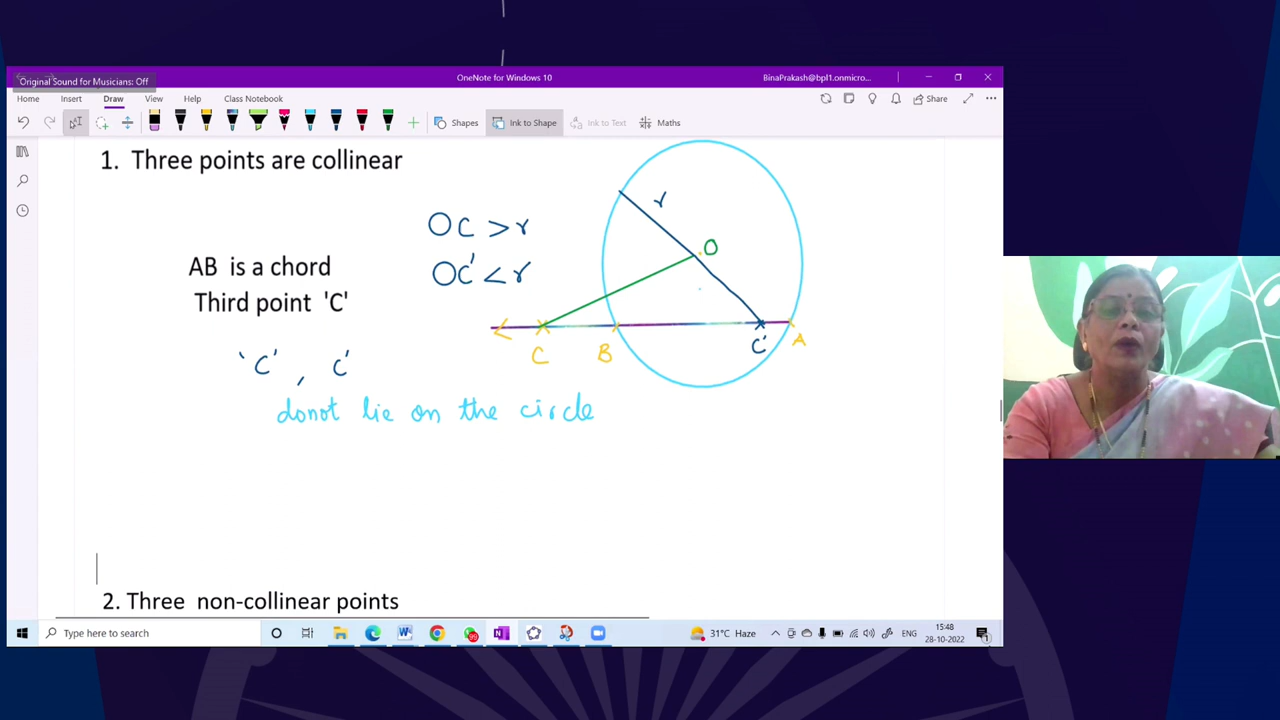 Original Sound for Musicians: Off
OneNote for Windows 10
BinaPrakash@bpl1.onmicro...
Home Insert Draw View Help Class Notebook
Share
Shapes Ink to Shape Ink to Text Maths
1. Three points are collinear
r
OC > r
O
AB is a chord
OC' < r
Third point 'C'
C B C' A
'C' , C'
donot lie on the circle
2. Three non-collinear points
Type here to search
99
31°C Haze
ENG
15:48
28-10-2022